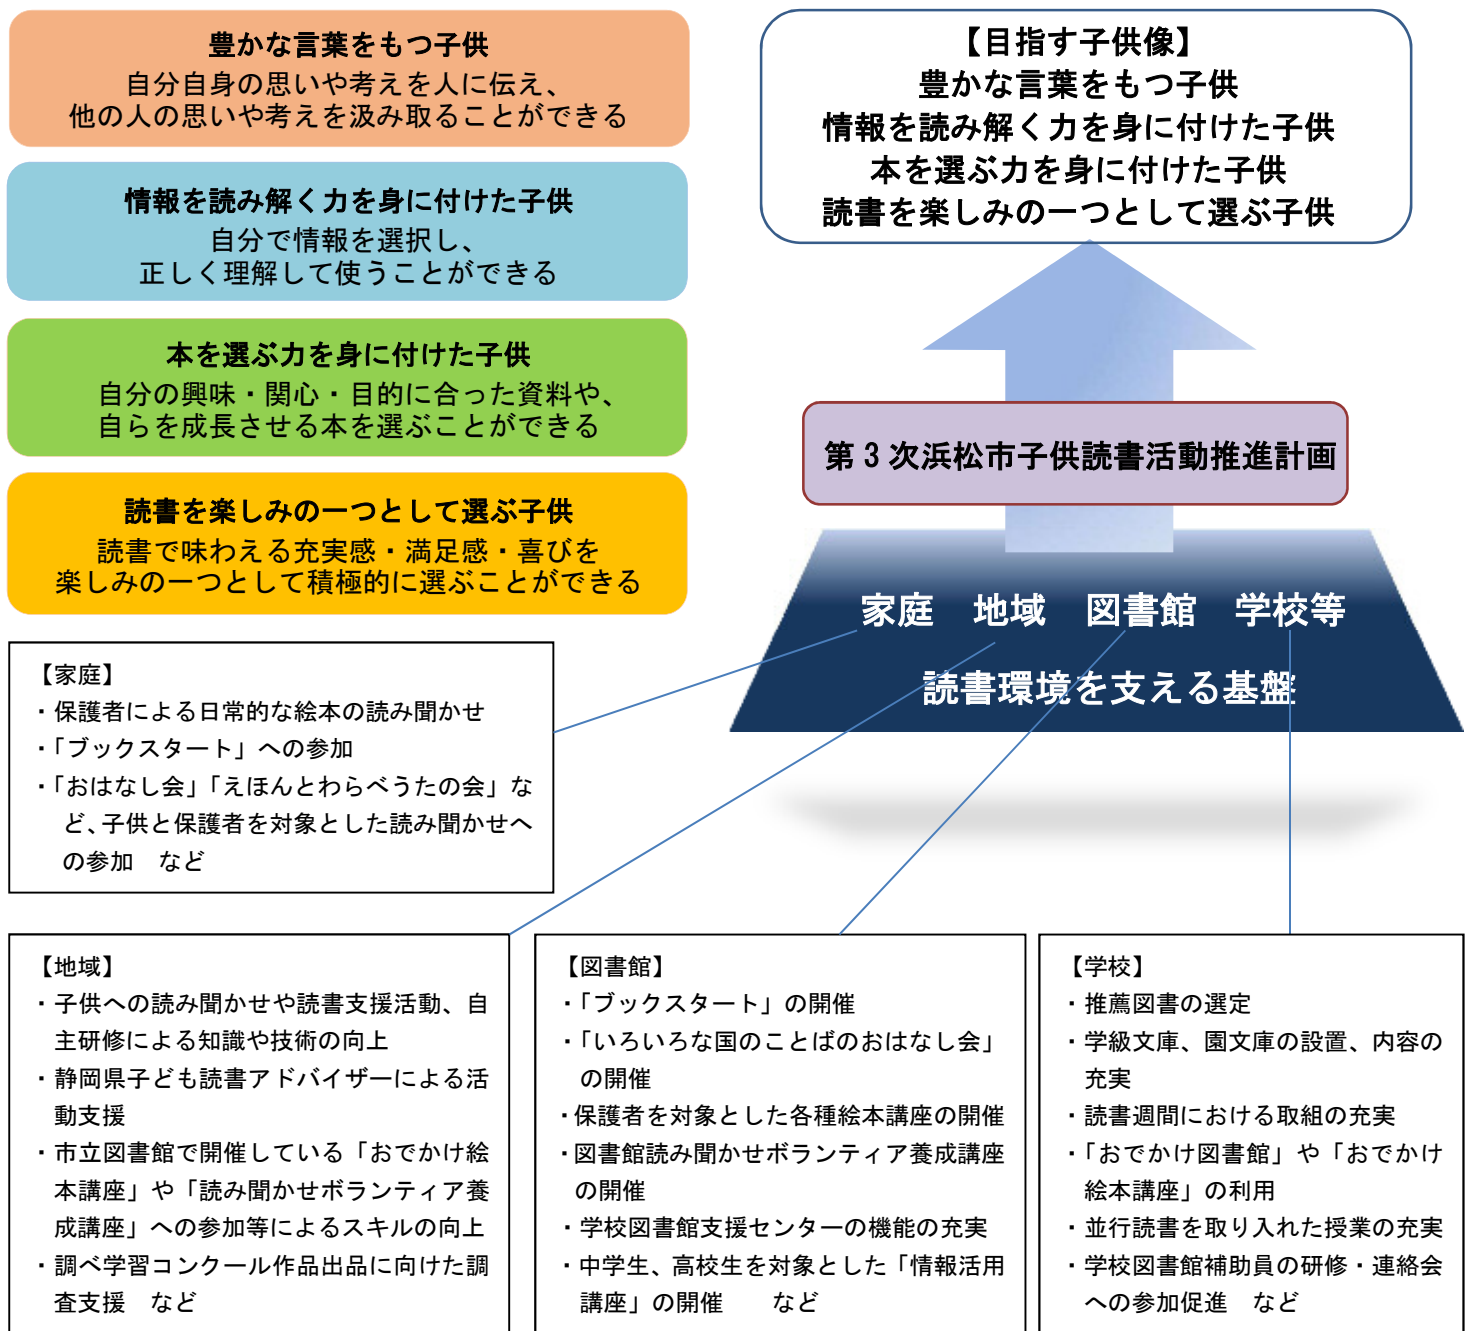 豊かな言葉をもつ子供
自分自身の思いや考えを人に伝え、
他の人の思いや考えを汲み取ることができる
情報を読み解く力を身に付けた子供
自分で情報を選択し、
正しく理解して使うことができる
本を選ぶ力を身に付けた子供
自分の興味・関心・目的に合った資料や、
自らを成長させる本を選ぶことができる
読書を楽しみの一つとして選ぶ子供
読書で味わえる充実感・満足感・喜びを
楽しみの一つとして積極的に選ぶことができる
【目指す子供像】
豊かな言葉をもつ子供
情報を読み解く力を身に付けた子供
本を選ぶ力を身に付けた子供
読書を楽しみの一つとして選ぶ子供
第3次浜松市子供読書活動推進計画
家庭 地域 図書館 学校等
読書環境を支える基盤
【家庭】
・保護者による日常的な絵本の読み聞かせ
・「ブックスタート」への参加
・「おはなし会」「えほんとわらべうたの会」な
ど、子供と保護者を対象とした読み聞かせへ
の参加 など
【地域】
・子供への読み聞かせや読書支援活動、自
主研修による知識や技術の向上
・静岡県子ども読書アドバイザーによる活
動支援
・市立図書館で開催している「おでかけ絵
本講座」や「読み聞かせボランティア養
成講座」への参加等によるスキルの向上
・調べ学習コンクール作品出品に向けた調
査支援 など
【図書館】
・「ブックスタート」の開催
・「いろいろな国のことばのおはなし会」
の開催
・保護者を対象とした各種絵本講座の開催
・図書館読み聞かせボランティア養成講座
の開催
・学校図書館支援センターの機能の充実
・中学生、高校生を対象とした「情報活用
講座」の開催 など
【学校】
・推薦図書の選定
・学級文庫、園文庫の設置、内容の
充実
・読書週間における取組の充実
・「おでかけ図書館」や「おでかけ
絵本講座」の利用
・並行読書を取り入れた授業の充実
・学校図書館補助員の研修・連絡会
への参加促進 など